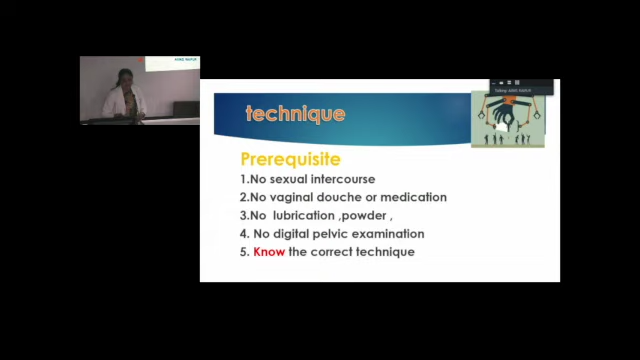 technique
Prerequisite
1.No sexual intercourse
2.No vaginal douche or medication
3.No lubrication ,powder ,
4. No digital pelvic examination
5. Know the correct technique